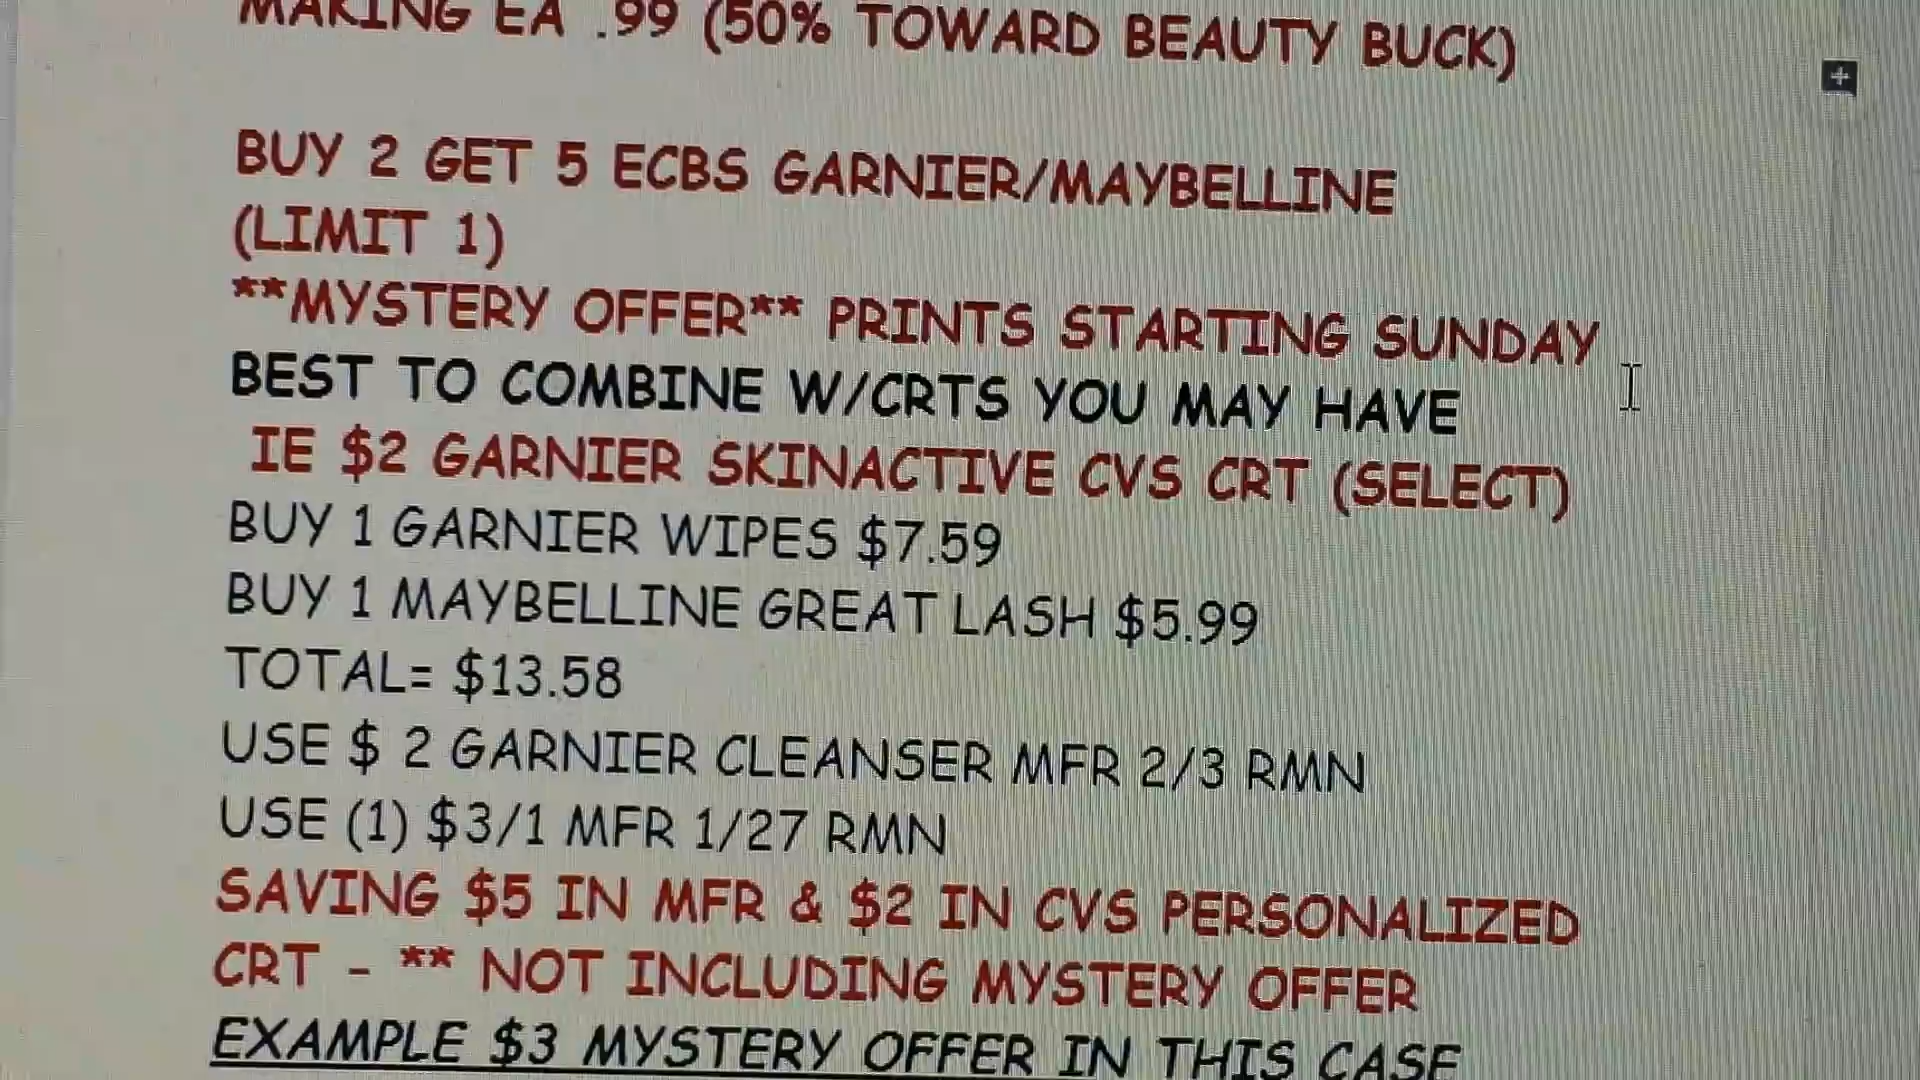 MAKING EA .99 (50% TOWARD BEAUTY BUCK)
BUY 2 GET 5 ECBS GARNIER/MAYBELLINE
(LIMIT 1)
**MYSTERY OFFER** PRINTS STARTING SUNDAY
BEST TO COMBINE W/CRTS YOU MAY HAVE
IE $2 GARNIER SKINACTIVE CVS CRT (SELECT)
BUY 1 GARNIER WIPES $7.59
BUY 1 MAYBELLINE GREAT LASH $5.99
TOTAL= $13.58
USE $ 2 GARNIER CLEANSER MFR 2/3 RMN
USE (1) $3/1 MFR 1/27 RMN
SAVING $5 IN MFR & $2 IN CVS PERSONALIZED
CRT - ** NOT INCLUDING MYSTERY OFFER
EXAMPLE $3 MYSTERY OFFER IN THIS CASE